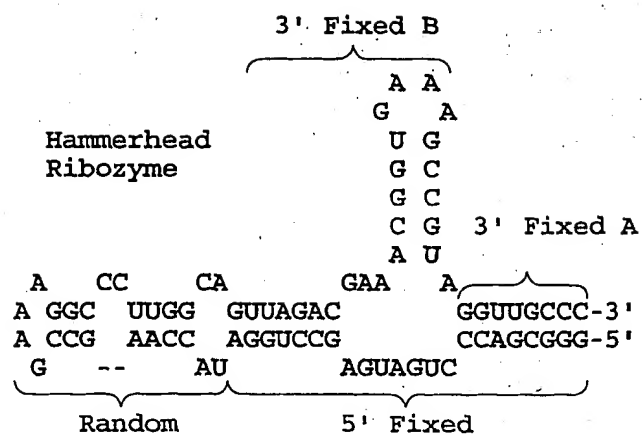 3' Fixed B
A A
G A
Hammerhead U G
Ribozyme G C
G C
C G 3' Fixed A
A U
A CC CA GAA A
A GGC UUGG GUUAGAC GGUUGCCC-3'
A CCG AACC AGGUCCG CCAGCGGG-5'
G -- AU AGUAGUC
Random 5' Fixed